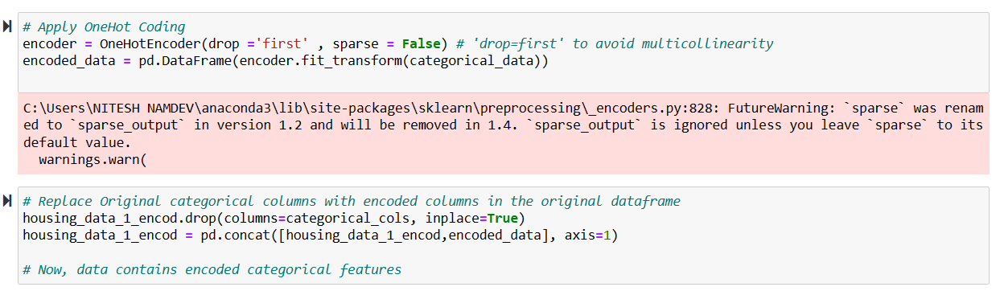 # Apply OneHot Coding
encoder = OneHotEncoder(drop ='first' , sparse = False) # 'drop=first' to avoid multicollinearity
encoded_data = pd.DataFrame(encoder.fit_transform(categorical_data))
C:\Users\NITESH NAMDEV\anaconda3\lib\site-packages\sklearn\preprocessing\_encoders.py:828: FutureWarning: `sparse` was renam
ed to `sparse_output` in version 1.2 and will be removed in 1.4. `sparse_output` is ignored unless you leave `sparse` to its
default value.
  warnings.warn(
# Replace Original categorical columns with encoded columns in the original dataframe
housing_data_1_encod.drop(columns=categorical_cols, inplace=True)
housing_data_1_encod = pd.concat([housing_data_1_encod,encoded_data], axis=1)
# Now, data contains encoded categorical features